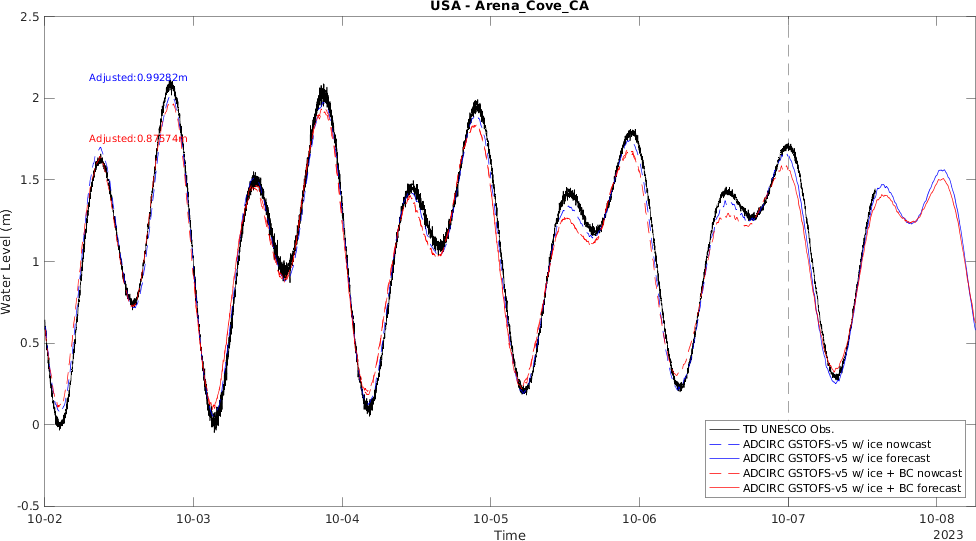 USA - Arena_Cove_CA
2.5
2
1.5
1
0.5
0
-0.5
Water Level (m)
Adjusted:0.99282m
Adjusted:0.87574m
TD UNESCO Obs.
ADCIRC GSTOFS-v5 w/ ice nowcast
ADCIRC GSTOFS-v5 w/ ice forecast
ADCIRC GSTOFS-v5 w/ ice + BC nowcast
ADCIRC GSTOFS-v5 w/ ice + BC forecast
10-02 10-03 10-04 10-05 10-06 10-07 10-08
Time
2023